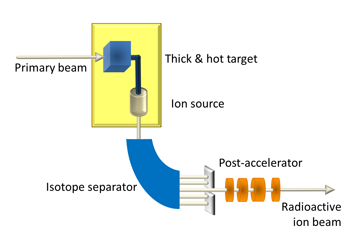 Primary beam
Thick & hot target
Ion source
Isotope separator
Post-accelerator
Radioactive
ion beam